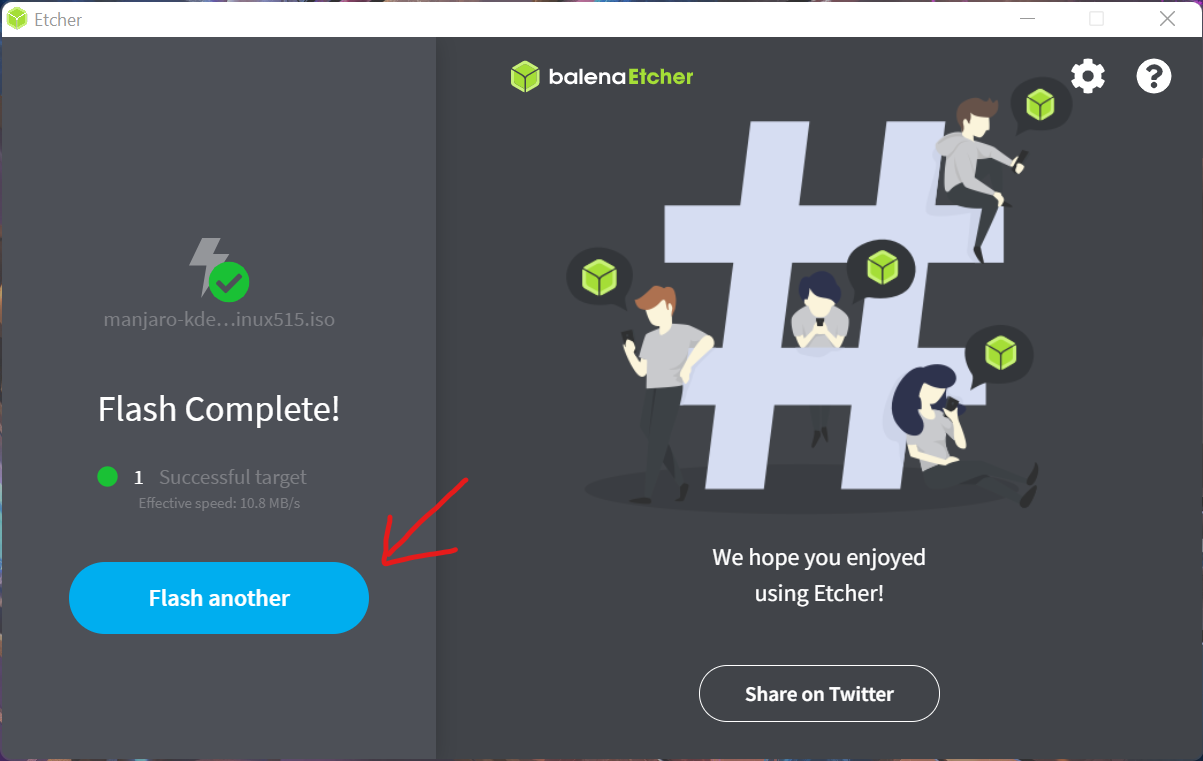 Etcher
balenaEtcher
manjaro-kde...inux515.iso
Flash Complete!
1 Successful target
Effective speed: 10.8 MB/s
Flash another
We hope you enjoyed
using Etcher!
Share on Twitter